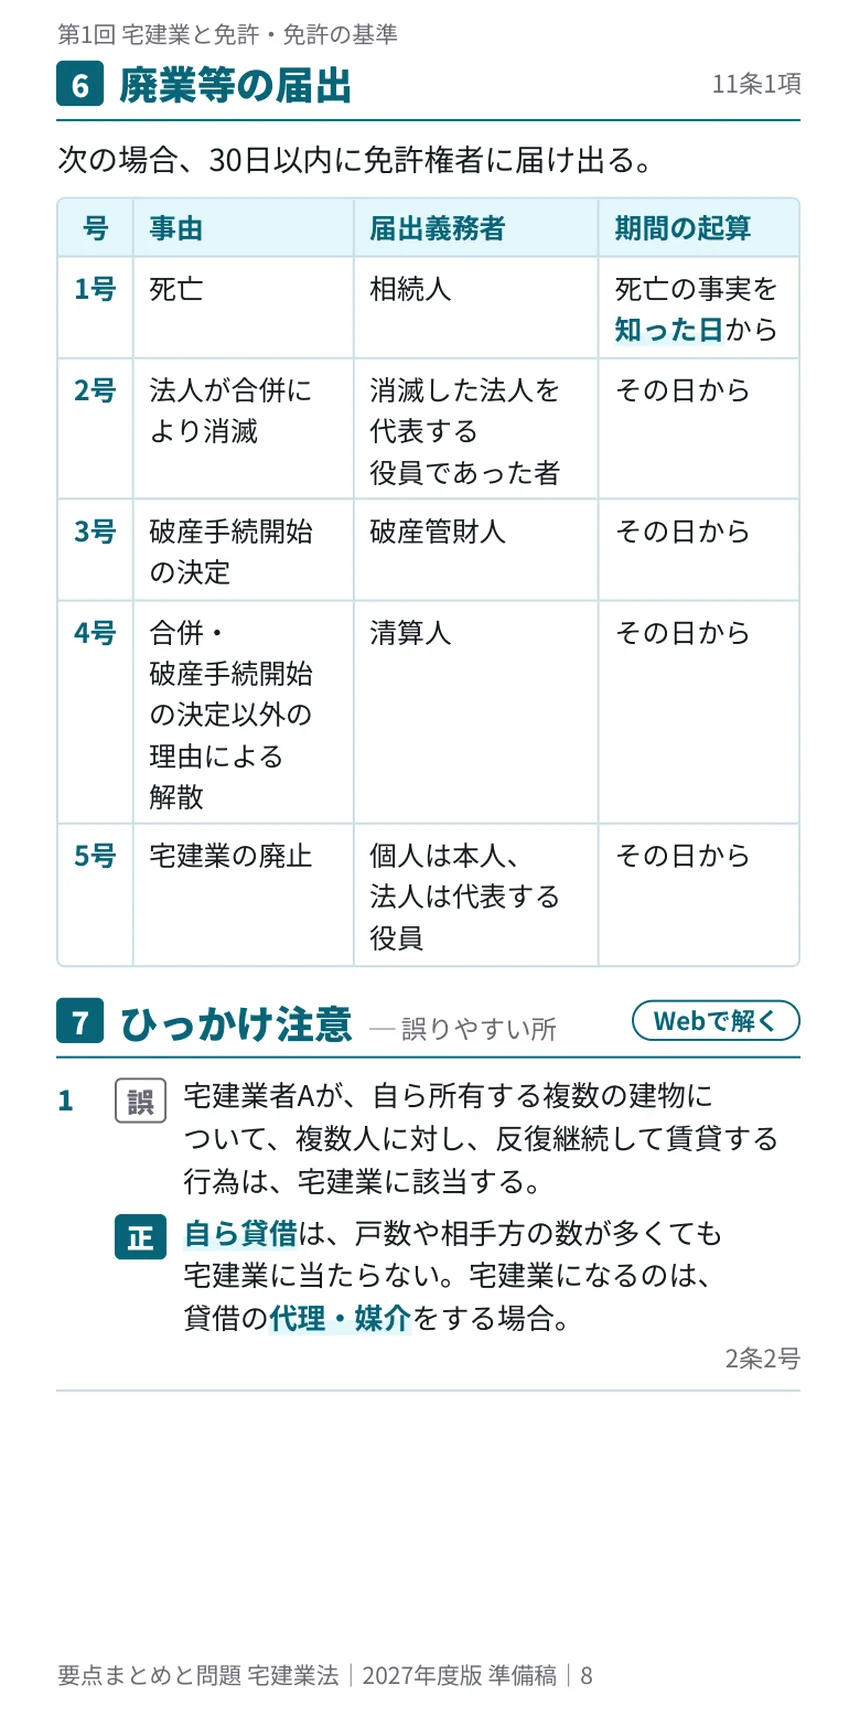 第1回 宅建業と免許・免許の基準
6 廃業等の届出 11条1項
次の場合、30日以内に免許権者に届け出る。
号 事由 届出義務者 期間の起算
1号 死亡 相続人 死亡の事実を
知った日から
2号 法人が合併に 消滅した法人を その日から
より消滅 代表する
役員であった者
3号 破産手続開始 破産管財人 その日から
の決定
4号 合併・ 清算人 その日から
破産手続開始
の決定以外の
理由による
解散
5号 宅建業の廃止 個人は本人、 その日から
法人は代表する
役員
7 ひっかけ注意 ―誤りやすい所 Webで解く
1 誤 宅建業者Aが、自ら所有する複数の建物に
ついて、複数人に対し、反復継続して賃貸する
行為は、宅建業に該当する。
正 自ら貸借は、戸数や相手方の数が多くても
宅建業に当たらない。宅建業になるのは、
貸借の代理・媒介をする場合。
2条2号
要点まとめと問題 宅建業法｜2027年度版 準備稿｜8